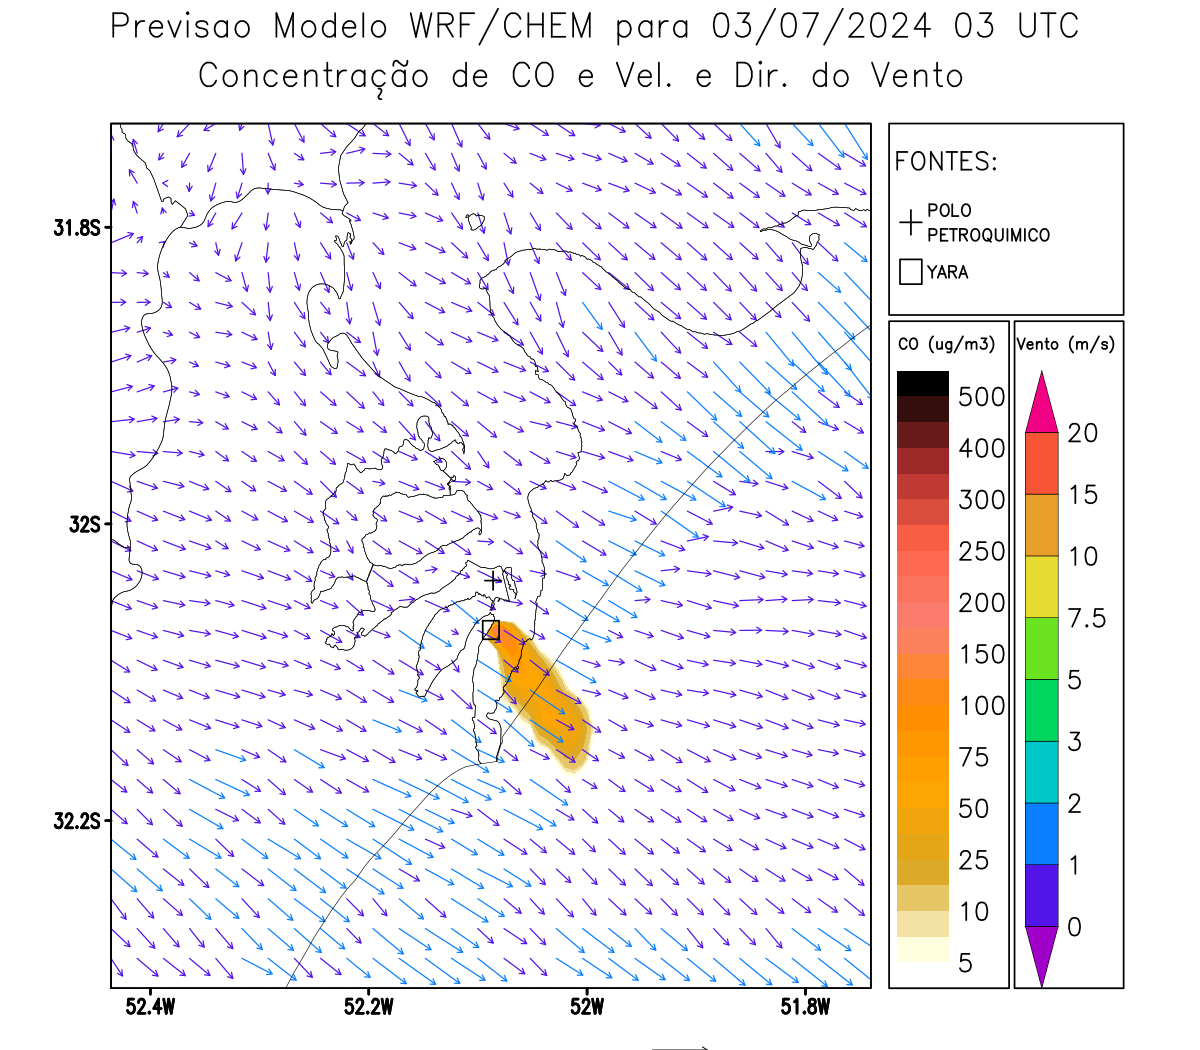 Previsao Modelo WRF/CHEM para 03/07/2024 03 UTC
Concentração de CO e Vel. e Dir. do Vento
FONTES:
POLO
PETROQUIMICO
YARA
CO (ug/m3)
500
400
300
250
200
150
100
75
50
25
10
5
Vento (m/s)
20
15
10
7.5
5
3
2
1
0
31.8S
32S
32.2S
52.4W
52.2W
52W
51.8W